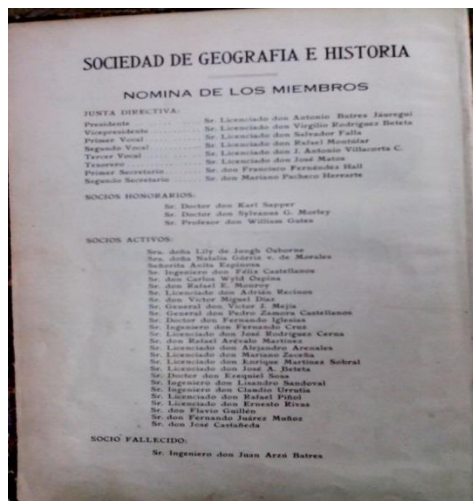 SOCIEDAD DE GEOGRAFIA E HISTORIA
NOMINA DE LOS MIEMBROS
JUNTA DIRECTIVA:
Presidente . . . . . . . . Sr. Licenciado don Antonio Batres Jáuregui
Vicepresidente . . . . . . . . Sr. Licenciado don Virgilio Rodríguez Beteta
Primer Vocal . . . . . . . . Sr. Licenciado don Salvador Falla
Segundo Vocal . . . . . . . . Sr. Licenciado don Rafael Montúfar
Tercer Vocal . . . . . . . . Sr. Licenciado don J. Antonio Villacorta C.
Tesorero . . . . . . . . Sr. Licenciado don José Matos
Primer Secretario . . . . . . . . Sr. don Francisco Fernández Hall
Segundo Secretario . . . . . . . . Sr. don Mariano Pacheco Herrarte
SOCIOS HONORARIOS:
Sr. Doctor don Karl Sapper
Sr. Doctor don Sylvanus G. Morley
Sr. Profesor don William Gates
SOCIOS ACTIVOS:
Sra. doña Lily de Jongh Osborne
Sra. doña Natalia Górriz v. de Morales
Señorita Anita Espinosa
Sr. Ingeniero don Félix Castellanos
Sr. don Carlos Wyld Ospina
Sr. don Rafael E. Monroy
Sr. Licenciado don Adrián Recinos
Sr. don Víctor Miguel Díaz
Sr. General don Víctor J. Mejía
Sr. General don Pedro Zamora Castellanos
Sr. Doctor don Fernando Iglesias
Sr. Ingeniero don Fernando Cruz
Sr. Licenciado don José Rodríguez Cerna
Sr. don Rafael Arévalo Martínez
Sr. Licenciado don Alejandro Arenales
Sr. Licenciado don Mariano Zeceña
Sr. Licenciado don Enrique Martínez Sobral
Sr. Licenciado don José A. Beteta
Sr. Doctor don Ezequiel Sosa
Sr. Ingeniero don Lisandro Sandoval
Sr. Ingeniero don Claudio Urrutia
Sr. Licenciado don Rafael Piñol
Sr. Licenciado don Ernesto Rivas
Sr. don Flavio Guillén
Sr. don Fernando Juárez Muñoz
Sr. don José Castañeda
SOCIO FALLECIDO:
Sr. Ingeniero don Juan Arzú Batres